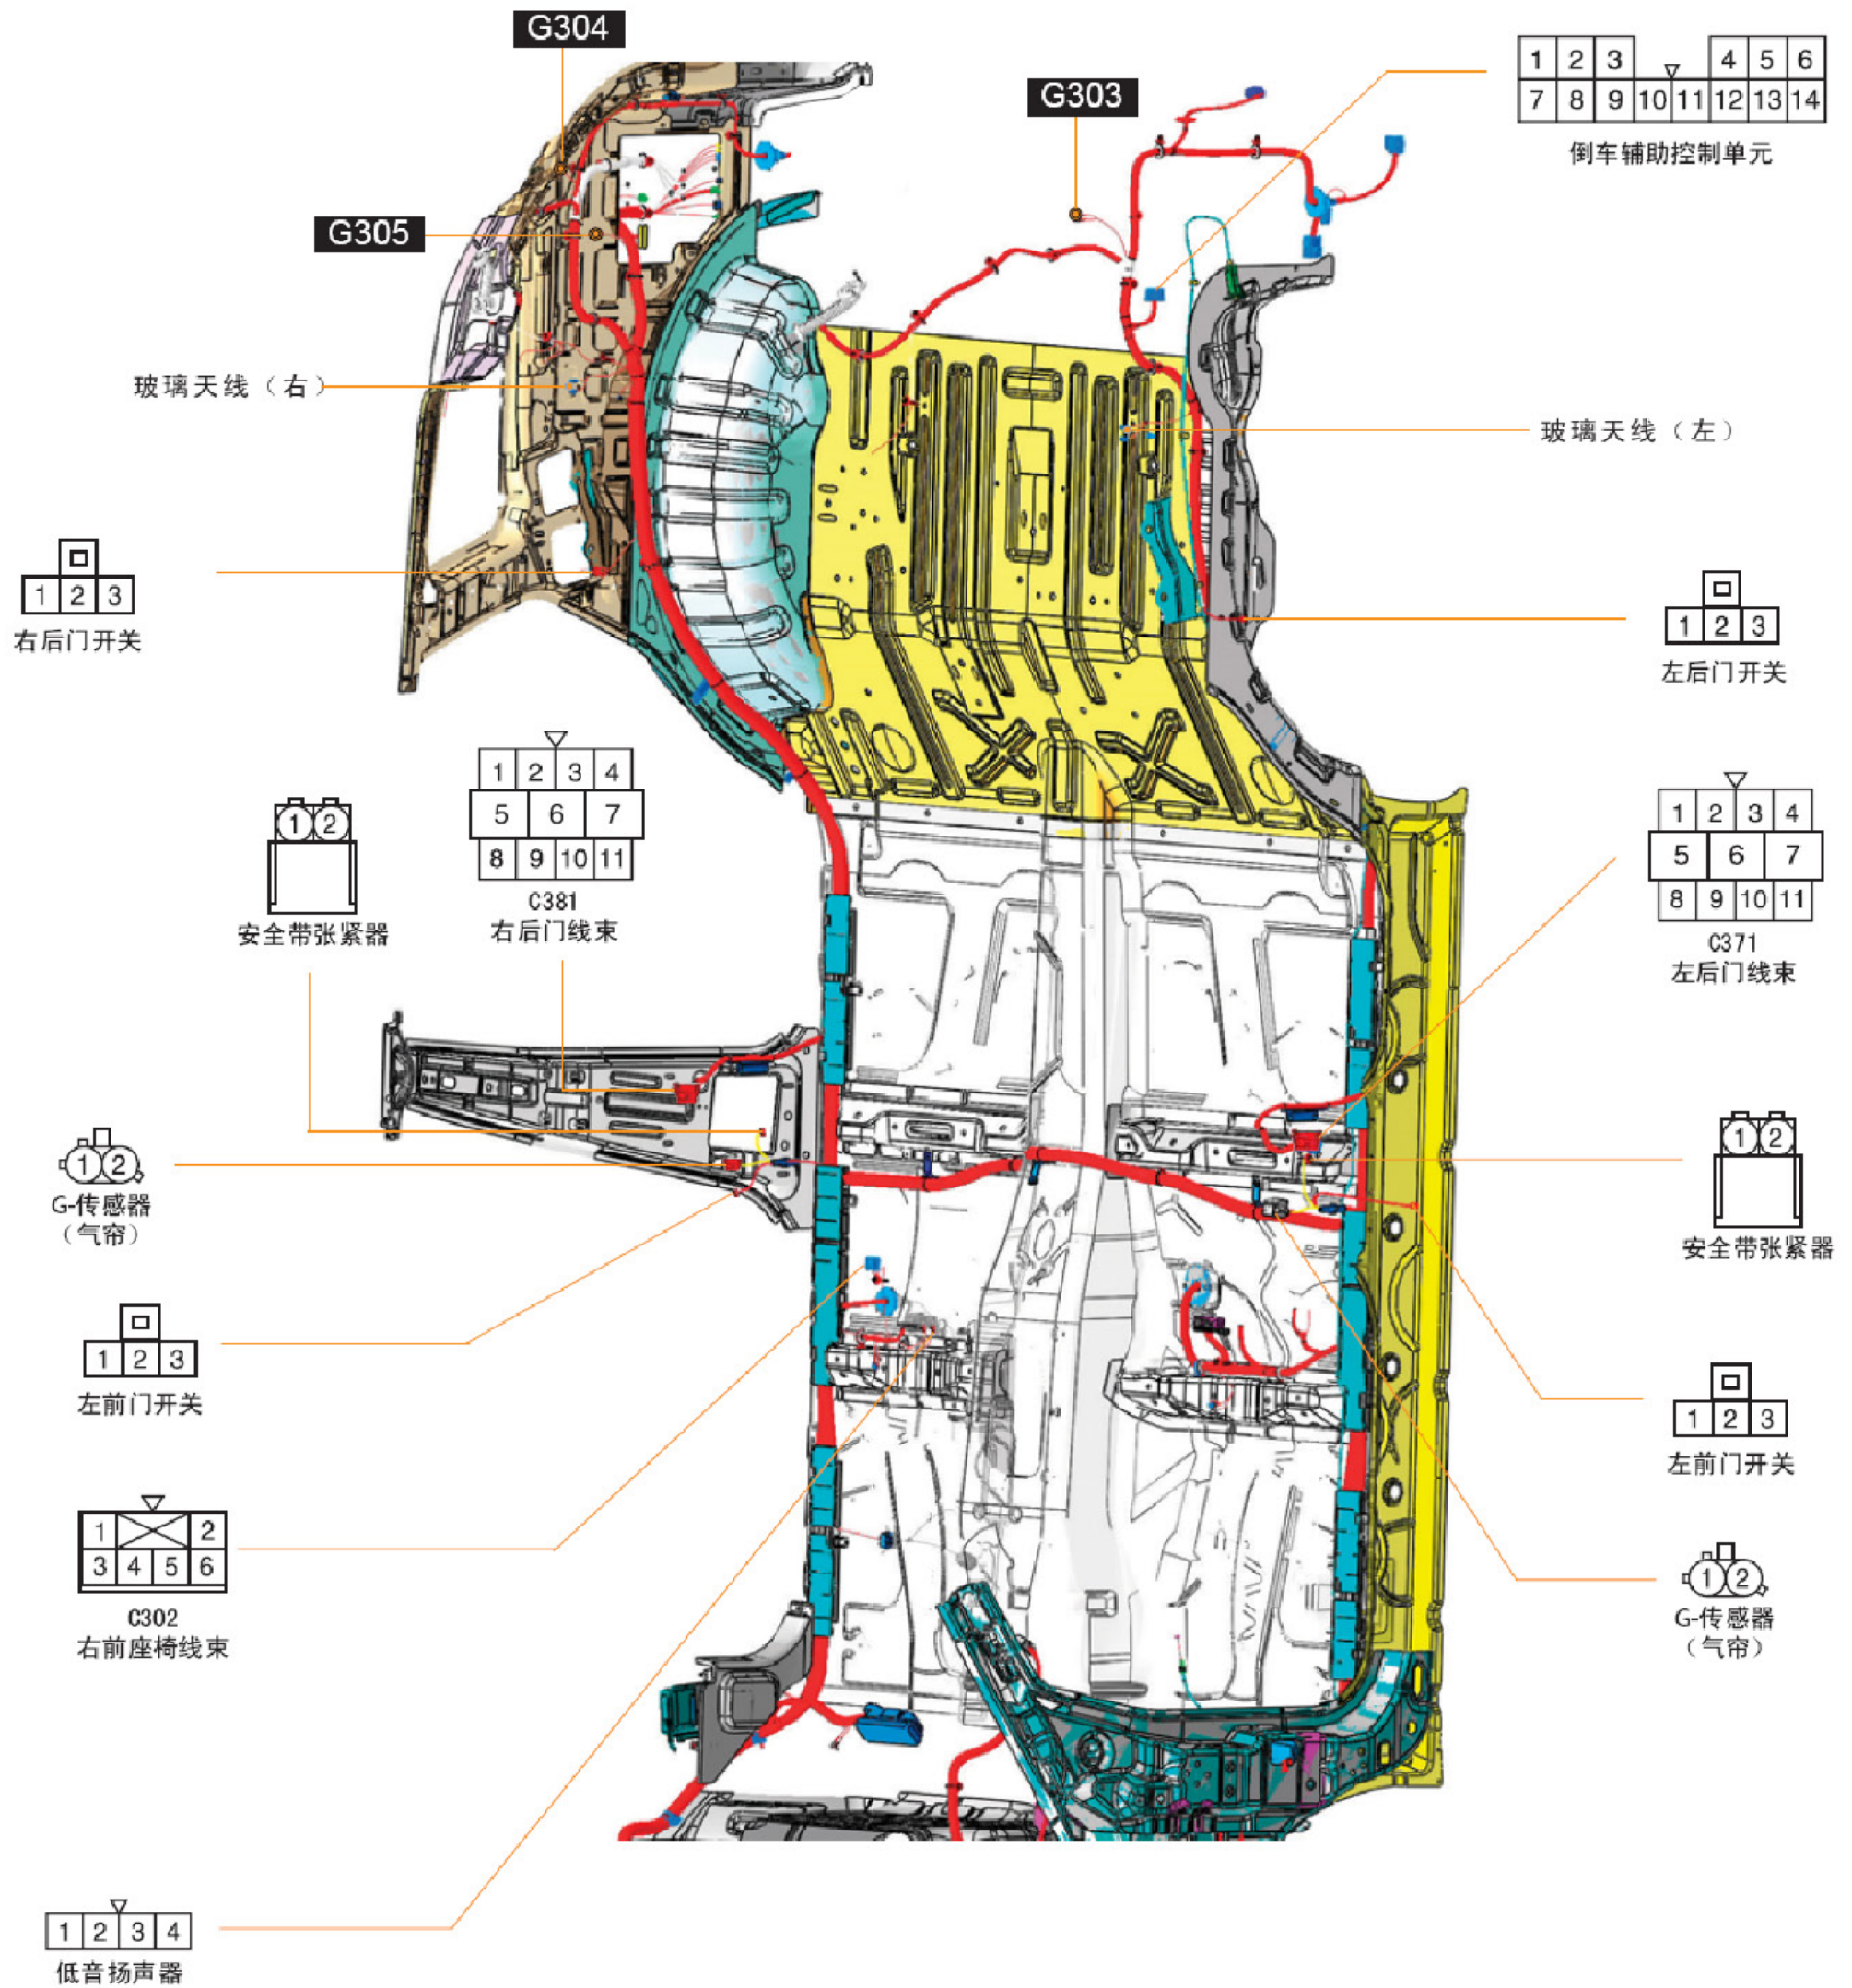 G304
1 2 3 4 5 6
7 8 9 10 11 12 13 14
倒车辅助控制单元
G303
G305
玻璃天线（右）
玻璃天线（左）
1 2 3
右后门开关
1 2 3
左后门开关
1 2 3 4
5 6 7
8 9 10 11
C381
右后门线束
1 2
安全带张紧器
1 2 3 4
5 6 7
8 9 10 11
C371
左后门线束
1 2
G-传感器
（气帘）
1 2
安全带张紧器
1 2 3
左前门开关
1 2 3
左前门开关
1 2
3 4 5 6
C302
右前座椅线束
1 2
G-传感器
（气帘）
1 2 3 4
低音扬声器